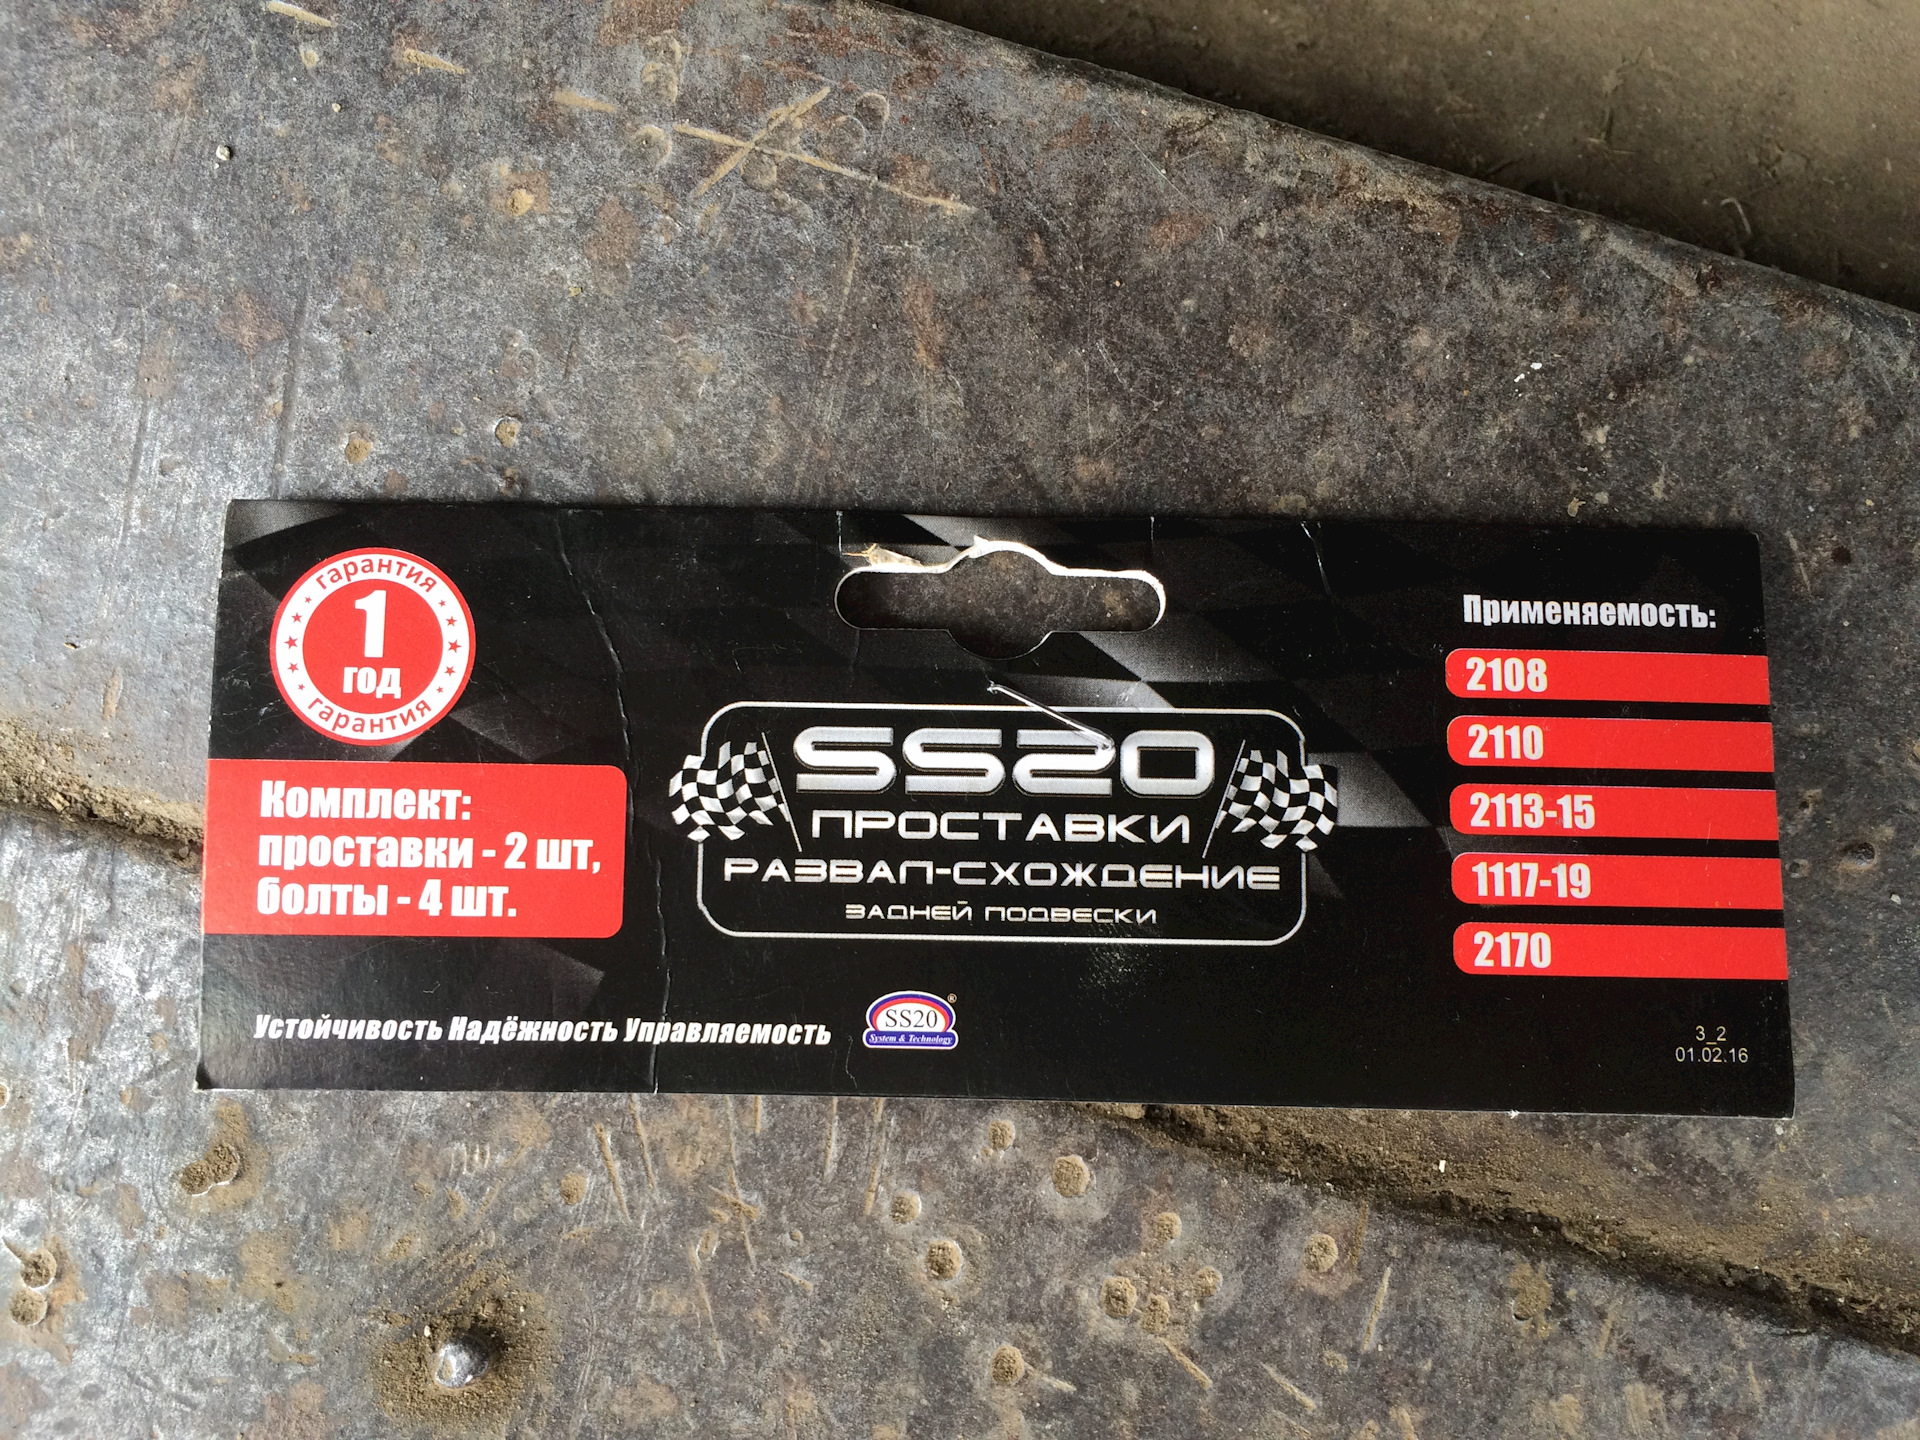 гарантия
1
год
гарантия
Комплект:
проставки - 2 шт,
болты - 4 шт.
SS20
ПРОСТАВКИ
РАЗВАЛ-СХОЖДЕНИЕ
ЗАДНЕЙ ПОДВЕСКИ
Применяемость:
2108
2110
2113-15
1117-19
2170
Устойчивость Надёжность Управляемость
SS20 ®
System & Technology
3_2
01.02.16